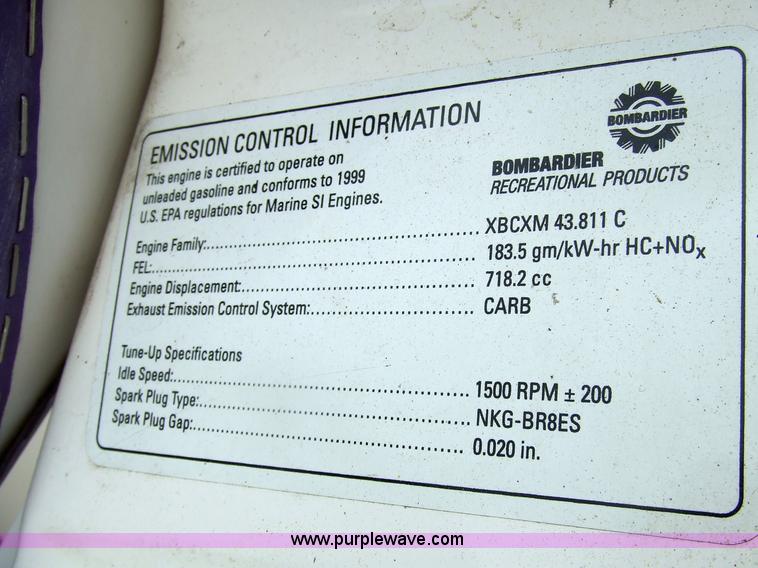 EMISSION CONTROL INFORMATION
This engine is certified to operate on
unleaded gasoline and conforms to 1999
U.S. EPA regulations for Marine SI Engines.
BOMBARDIER
BOMBARDIER
RECREATIONAL PRODUCTS
Engine Family:........................................ XBCXM 43.811 C
FEL:........................................ 183.5 gm/kW-hr HC+NOx
Engine Displacement:........................................ 718.2 cc
Exhaust Emission Control System:........................................ CARB
Tune-Up Specifications
Idle Speed:........................................ 1500 RPM ± 200
Spark Plug Type:........................................ NKG-BR8ES
Spark Plug Gap:........................................ 0.020 in.
www.purplewave.com